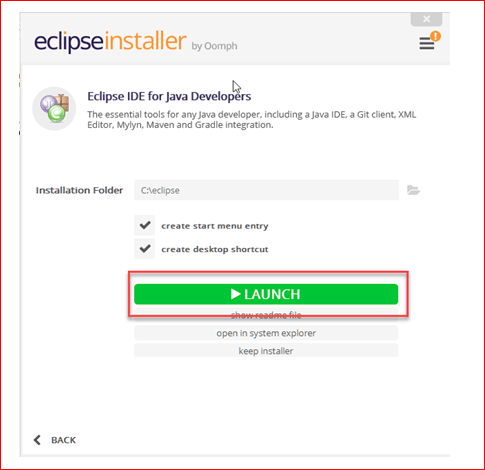 eclipseinstaller by Oomph
Eclipse IDE for Java Developers
The essential tools for any Java developer, including a Java IDE, a Git client, XML
Editor, Mylyn, Maven and Gradle integration.
Installation Folder C:\eclipse
create start menu entry
create desktop shortcut
LAUNCH
show readme file
open in system explorer
keep installer
BACK